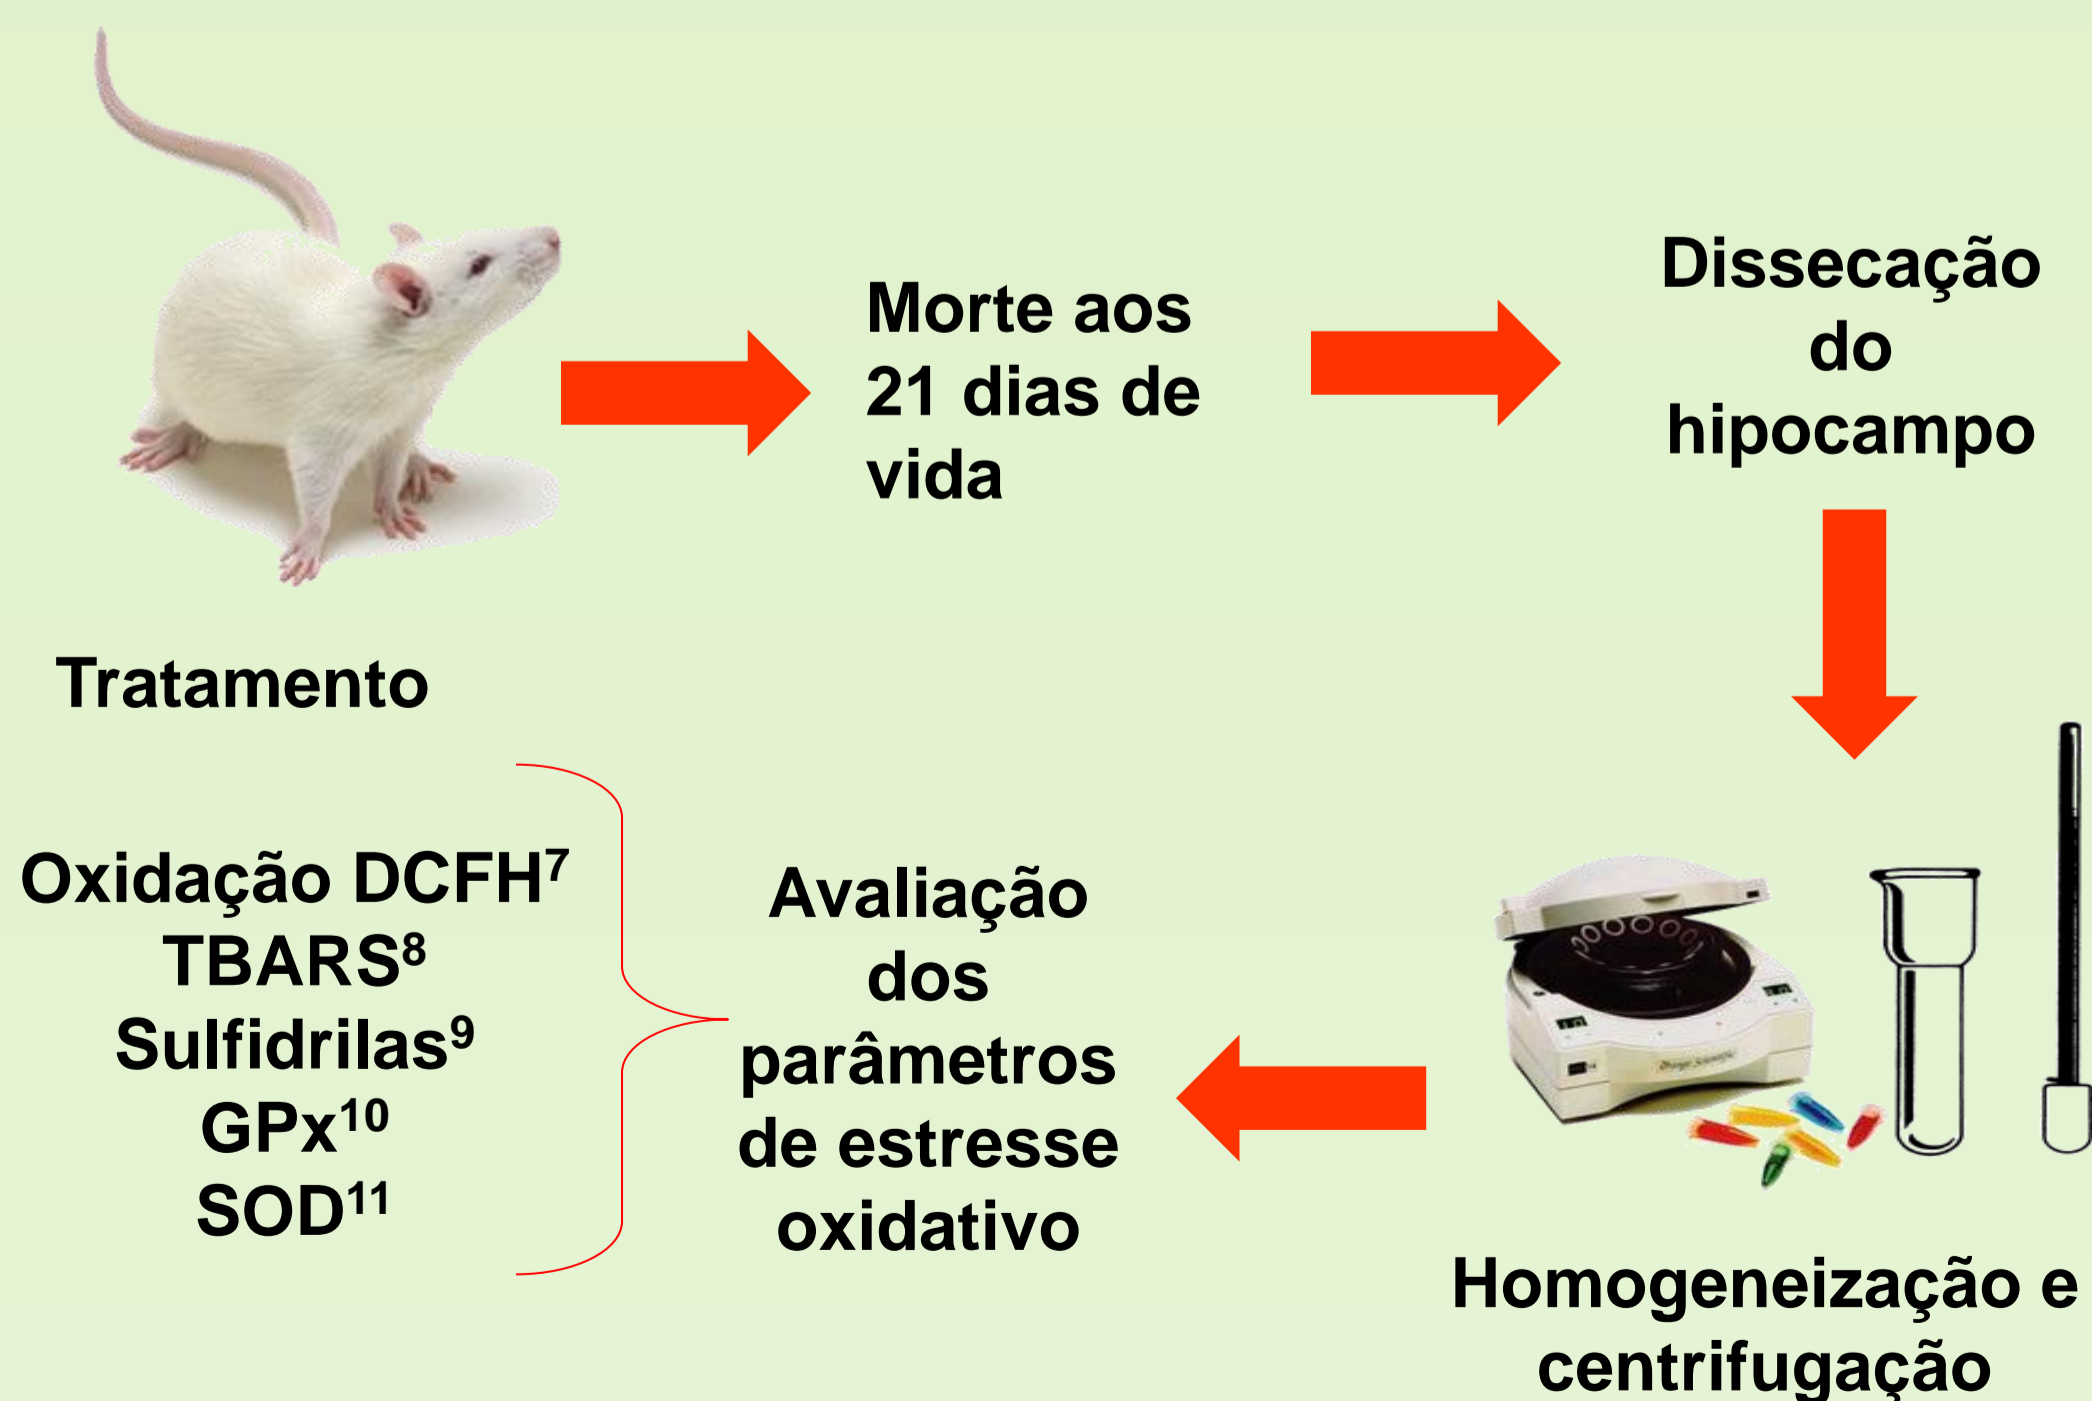 Tratamento
Morte aos
21 dias de
vida
Dissecação
do
hipocampo
Homogeneização e
centrifugação
Avaliação
dos
parâmetros
de estresse
oxidativo
Oxidação DCFH⁷
TBARS⁸
Sulfidrilas⁹
GPx¹⁰
SOD¹¹